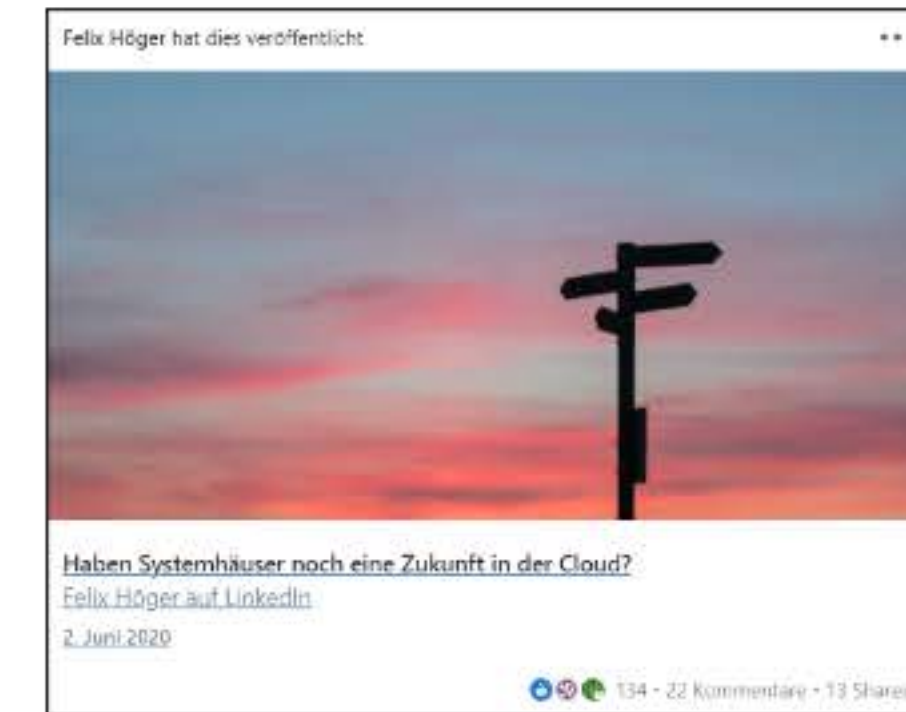 Felix Höger hat dies veröffentlicht
Haben Systemhäuser noch eine Zukunft in der Cloud?
Felix Höger auf LinkedIn
2. Juni 2020
134 • 22 Kommentare • 13 Shares